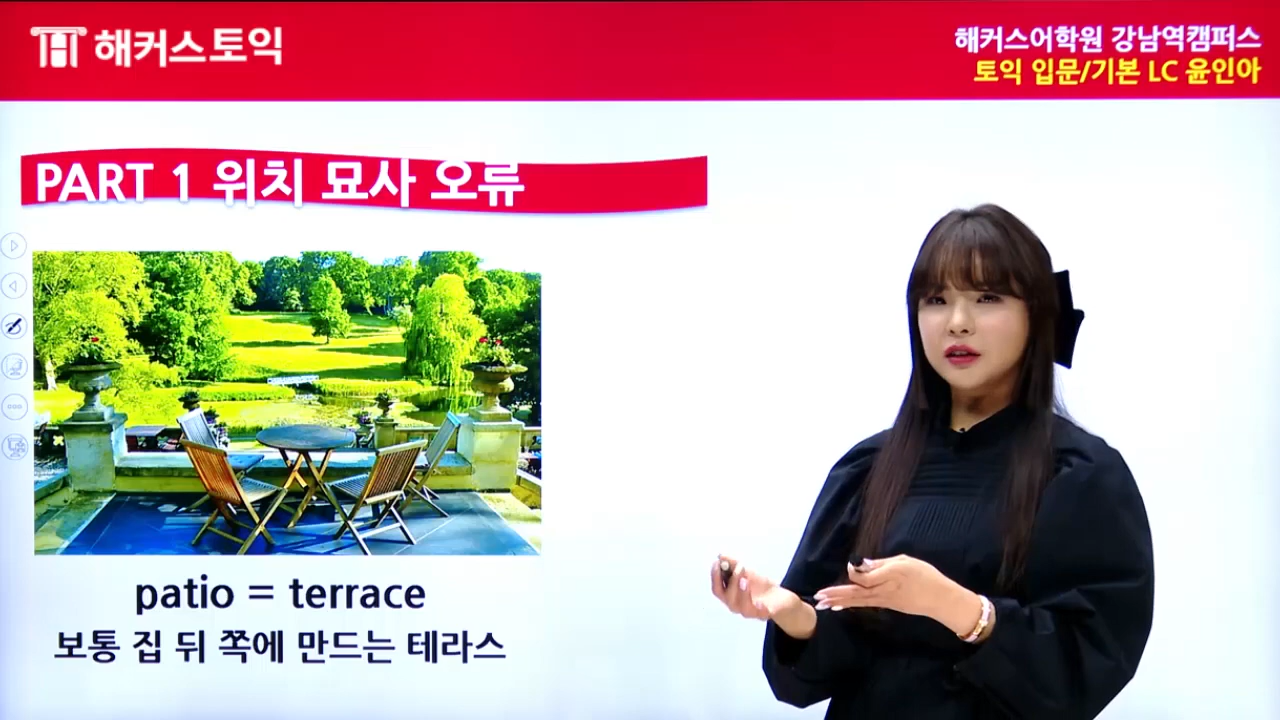 해커스토익
해커스어학원 강남역캠퍼스
토익 입문/기본 LC 윤인아
PART 1 위치 묘사 오류
patio = terrace
보통 집 뒤 쪽에 만드는 테라스